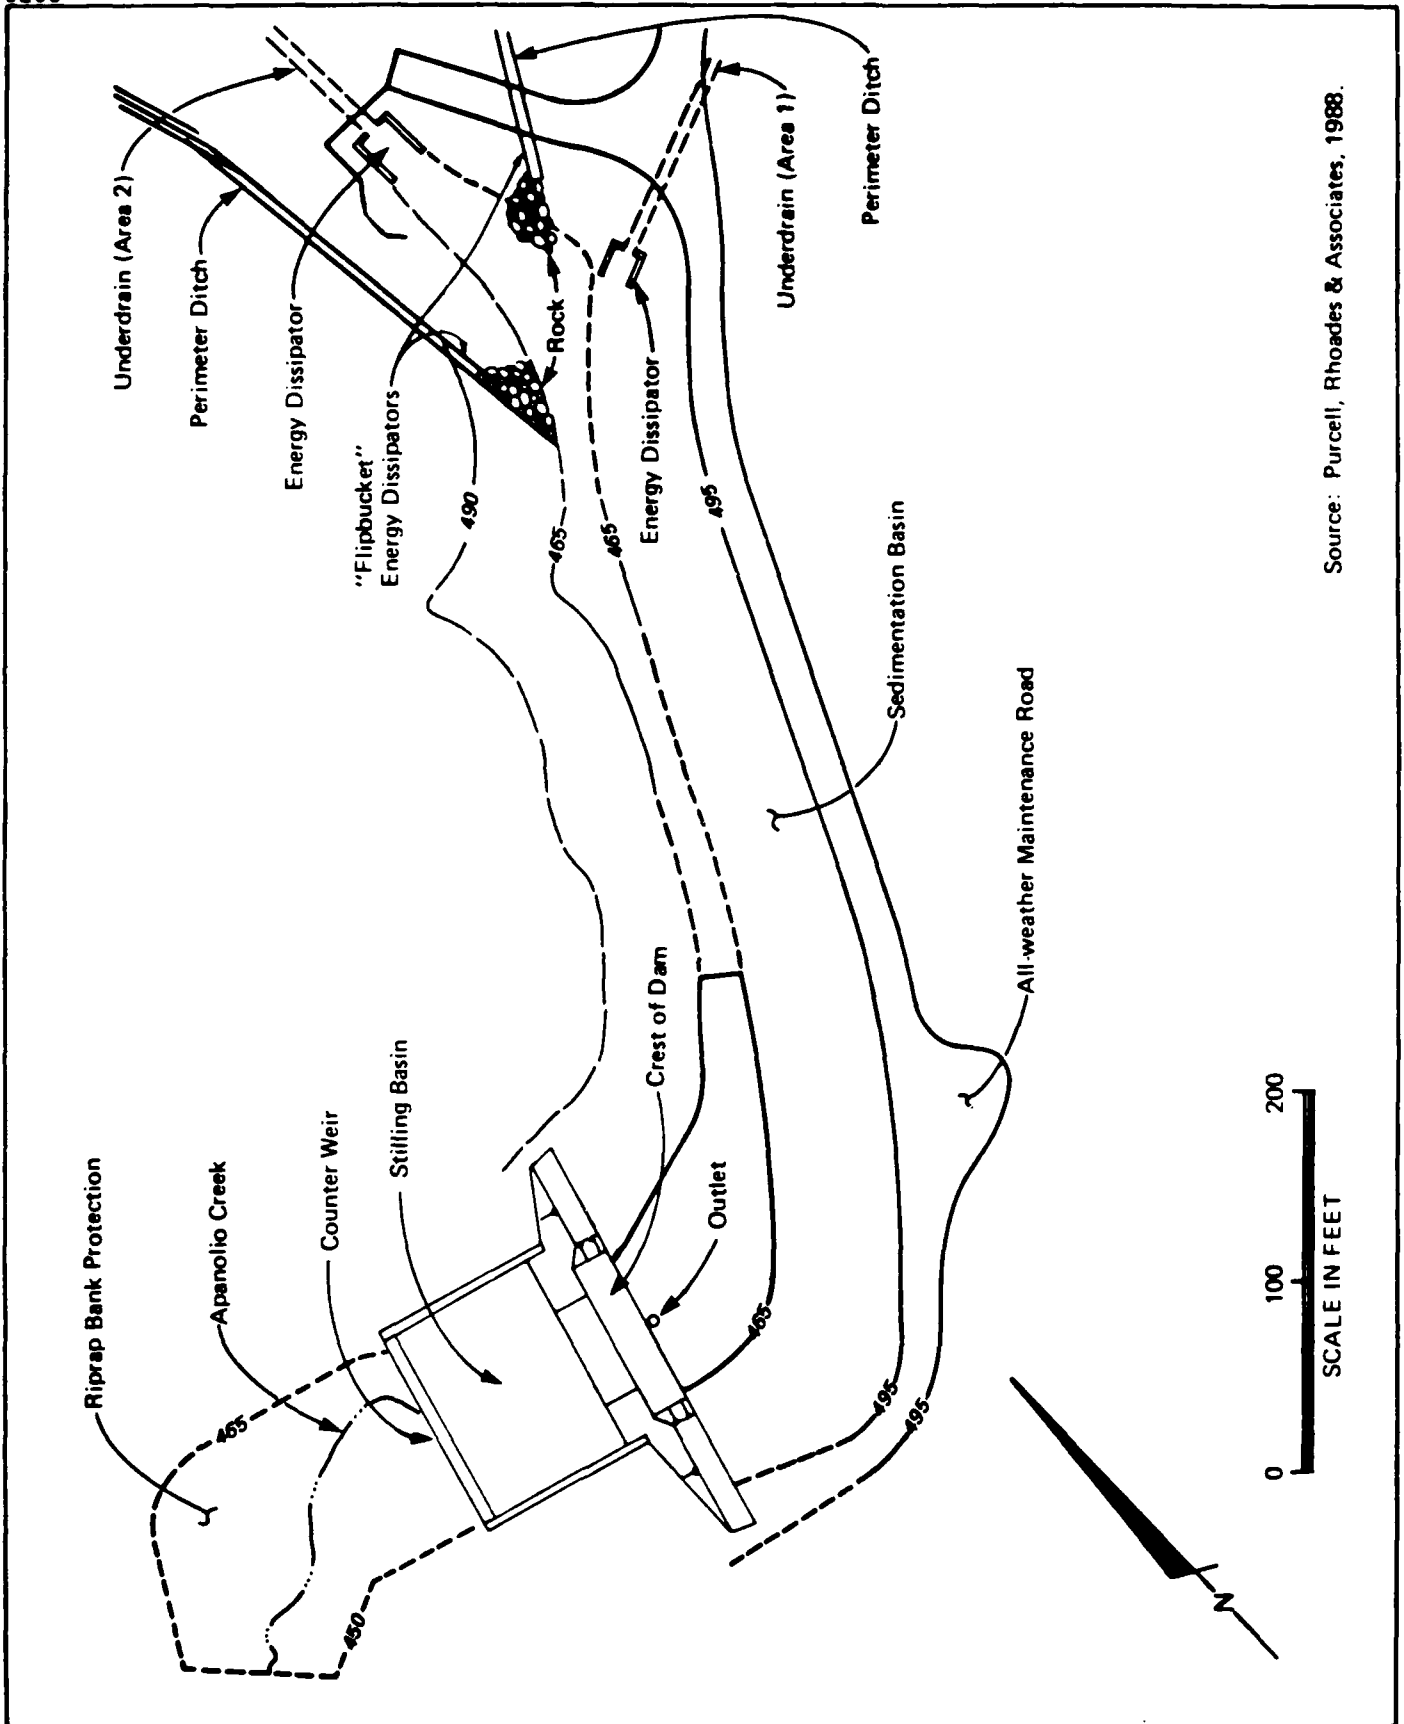 Riprap Bank Protection
Apanolio Creek
Counter Weir
Stilling Basin
Crest of Dam
Outlet
465
450
465
495
495
490
465
465
495
Underdrain (Area 2)
Perimeter Ditch
Energy Dissipator
"Flipbucket"
Energy Dissipators
Rock
Energy Dissipator
Underdrain (Area 1)
Perimeter Ditch
Sedimentation Basin
All-weather Maintenance Road
N
0 100 200
SCALE IN FEET
Source: Purcell, Rhoades & Associates, 1988.